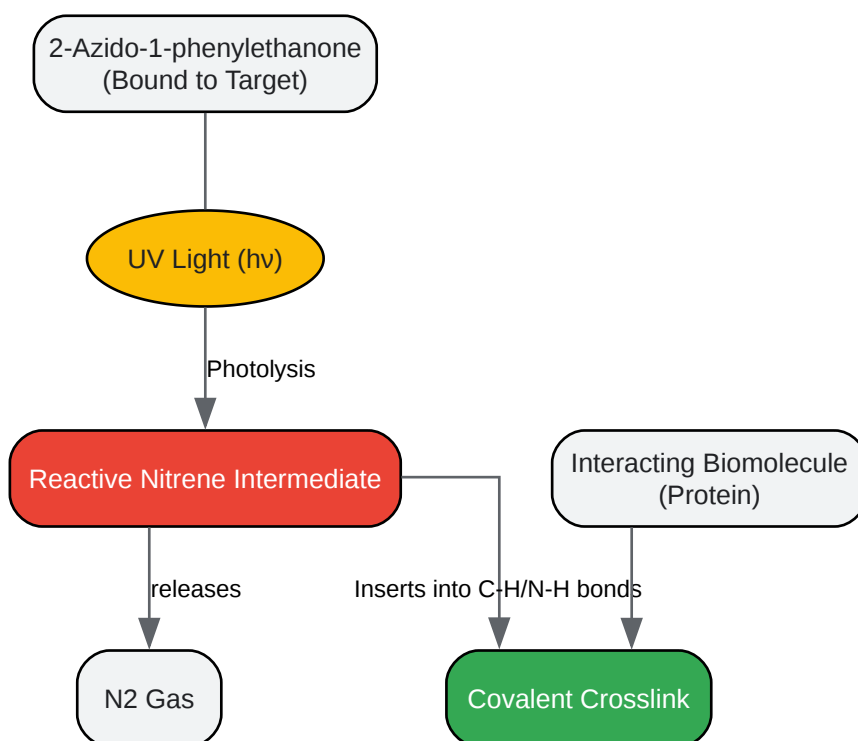 2-Azido-1-phenylethanone
(Bound to Target)
UV Light (hν)
Photolysis
Reactive Nitrene Intermediate
Interacting Biomolecule
(Protein)
releases
Inserts into C-H/N-H bonds
N2 Gas
Covalent Crosslink